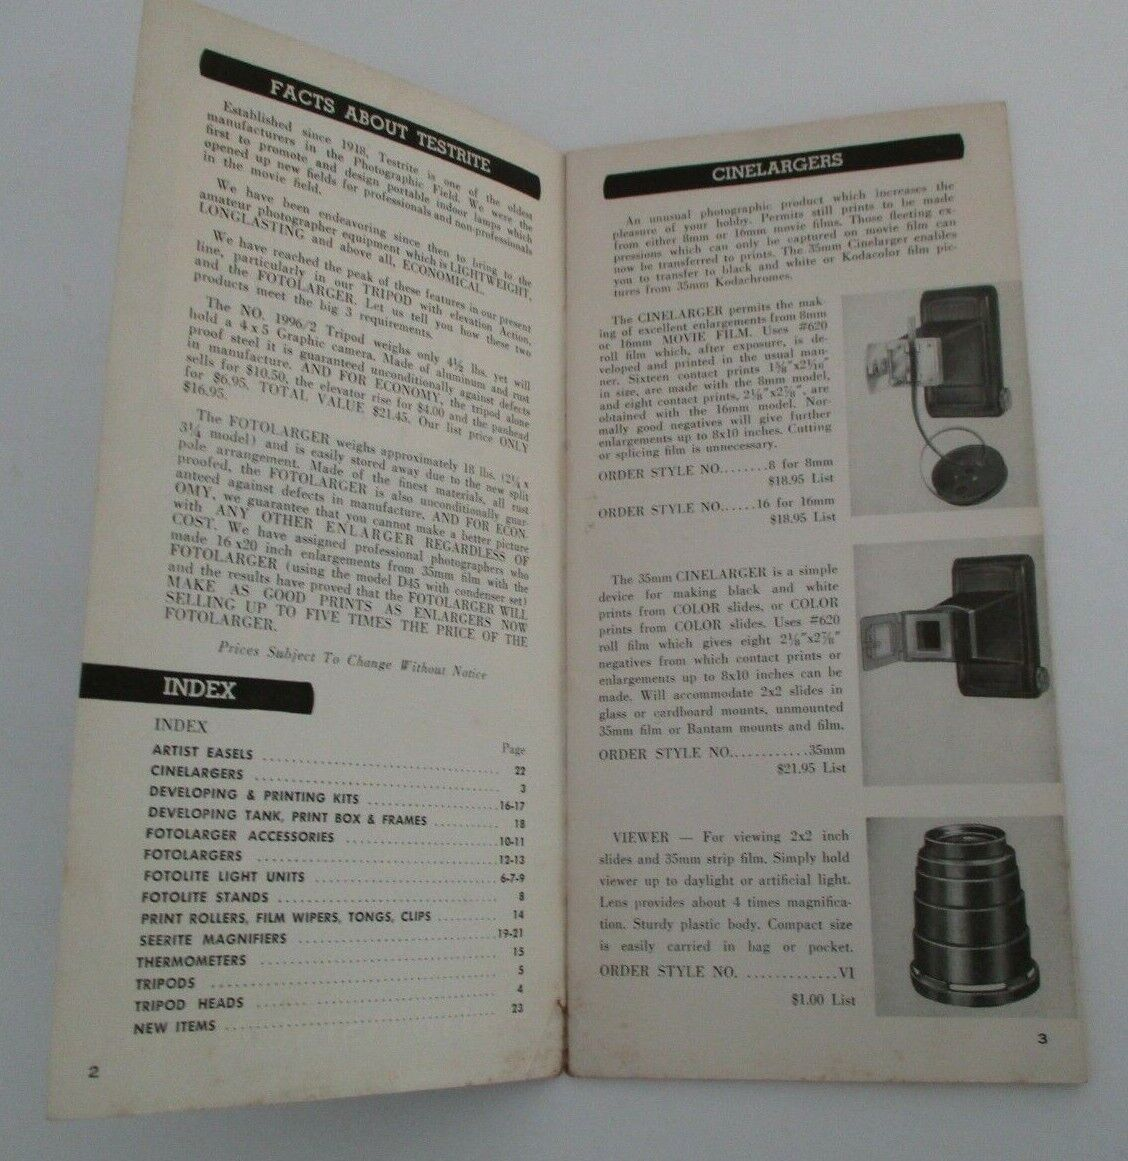 FACTS ABOUT TESTRITE
Established since 1918, Testrite is one of the oldest
manufacturers in the Photographic Field. We were the
first to promote and design portable indoor lamps which
opened up new fields for professionals and non-professionals
in the movie field.
We have been endeavoring since then to bring to the
amateur photographer equipment which is LIGHTWEIGHT,
LONGLASTING and above all, ECONOMICAL.
We have reached the peak of these features in our present
line, particularly in our TRIPOD with elevation Action,
and the FOTOLARGER. Let us tell you how these two
products meet the big 3 requirements.
The NO. 1996/2 Tripod weighs only 4½ lbs. yet will
hold a 4x5 Graphic camera. Made of aluminum and rust
proof steel it is guaranteed unconditionally against defects
in manufacture. AND FOR ECONOMY, the tripod alone
sells for $10.50, the elevator rise for $4.00 and the panhead
for $6.95. TOTAL VALUE $21.45. Our list price ONLY
$16.95.
The FOTOLARGER weighs approximately 18 lbs. (2¼ x
3¼ model) and is easily stored away due to the new split
pole arrangement. Made of the finest materials, all rust
proofed, the FOTOLARGER is also unconditionally guar-
anteed against defects in manufacture, AND FOR ECON-
OMY, we guarantee that you cannot make a better picture
with ANY OTHER ENLARGER REGARDLESS OF
COST. We have assigned professional photographers who
made 16x20 inch enlargements from 35mm film with the
FOTOLARGER (using the model D45 with condenser set)
and the results have proved that the FOTOLARGER WILL
MAKE AS GOOD PRINTS AS ENLARGERS NOW
SELLING UP TO FIVE TIMES THE PRICE OF THE
FOTOLARGER.
Prices Subject To Change Without Notice
INDEX
INDEX Page
ARTIST EASELS 22
CINELARGERS 3
DEVELOPING & PRINTING KITS 16-17
DEVELOPING TANK, PRINT BOX & FRAMES 18
FOTOLARGER ACCESSORIES 10-11
FOTOLARGERS 12-13
FOTOLITE LIGHT UNITS 6-7-9
FOTOLITE STANDS 8
PRINT ROLLERS, FILM WIPERS, TONGS, CLIPS 14
SEERITE MAGNIFIERS 19-21
THERMOMETERS 15
TRIPODS 5
TRIPOD HEADS 4
NEW ITEMS 23
2
CINELARGERS
An unusual photographic product which increases the
pleasure of your hobby. Permits still prints to be made
from either 8mm or 16mm movie films. Those fleeting ex-
pressions which can only be captured on movie film can
now be transferred to prints. The 35mm Cinelarger enables
you to transfer to black and white or Kodacolor film pic-
tures from 35mm Kodachromes.
The CINELARGER permits the mak-
ing of excellent enlargements from 8mm
or 16mm MOVIE FILM. Uses #620
roll film which, after exposure, is de-
veloped and printed in the usual man-
ner. Sixteen contact prints 1⅝"x2 1/16"
in size, are made with the 8mm model,
and eight contact prints, 2⅛"x2⅞", are
obtained with the 16mm model. Nor-
mally good negatives will give further
enlargements up to 8x10 inches. Cutting
or splicing film is unnecessary.
ORDER STYLE NO........8 for 8mm
$18.95 List
ORDER STYLE NO.....16 for 16mm
$18.95 List
The 35mm CINELARGER is a simple
device for making black and white
prints from COLOR slides, or COLOR
prints from COLOR slides. Uses #620
roll film which gives eight 2⅛"x2⅞"
negatives from which contact prints or
enlargements up to 8x10 inches can be
made. Will accommodate 2x2 slides in
glass or cardboard mounts, unmounted
35mm film or Bantam mounts and film.
ORDER STYLE NO...........35mm
$21.95 List
VIEWER — For viewing 2x2 inch
slides and 35mm strip film. Simply hold
viewer up to daylight or artificial light.
Lens provides about 4 times magnifica-
tion. Sturdy plastic body. Compact size
is easily carried in bag or pocket.
ORDER STYLE NO. ............V1
$1.00 List
3